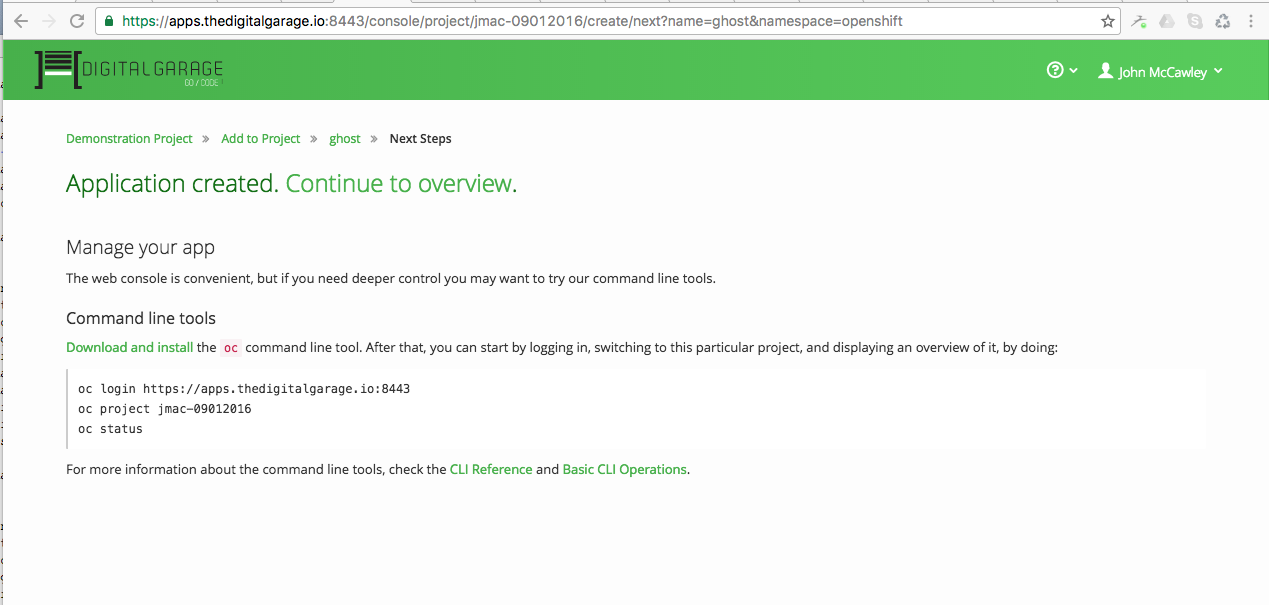 https://apps.thedigitalgarage.io:8443/console/project/jmac-09012016/create/next?name=ghost&namespace=openshift
DIGITAL GARAGE
GO / CODE
John McCawley
Demonstration Project » Add to Project » ghost » Next Steps
Application created. Continue to overview.
Manage your app
The web console is convenient, but if you need deeper control you may want to try our command line tools.
Command line tools
Download and install the oc command line tool. After that, you can start by logging in, switching to this particular project, and displaying an overview of it, by doing:
oc login https://apps.thedigitalgarage.io:8443
oc project jmac-09012016
oc status
For more information about the command line tools, check the CLI Reference and Basic CLI Operations.